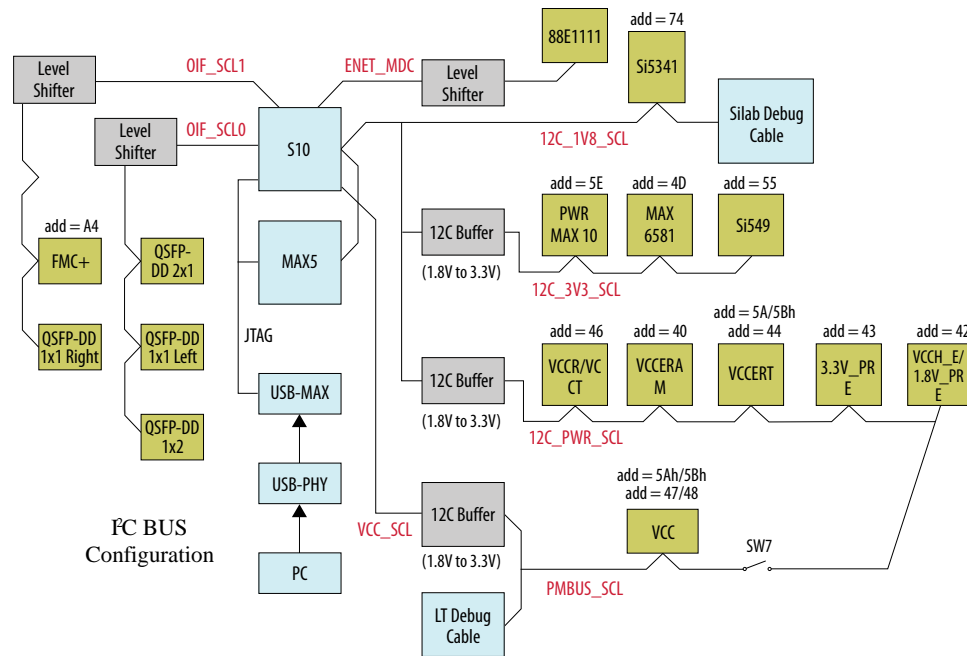 add = 74
88E1111
Si5341
OIF_SCL1
ENET_MDC
Level
Shifter
Level
Shifter
Silab Debug
Cable
OIF_SCL0
Level
Shifter
S10
12C_1V8_SCL
add = 5E
add = 4D
add = 55
PWR
MAX 10
MAX
6581
Si549
12C Buffer
(1.8V to 3.3V)
12C_3V3_SCL
add = A4
FMC+
QSFP-
DD 2x1
MAX5
JTAG
QSFP-DD
1x1 Right
QSFP-DD
1x1 Left
QSFP-DD
1x2
add = 5A/5Bh
add = 46
add = 40
add = 44
add = 43
add = 42
VCCR/VC
CT
VCCERA
M
VCCERT
3.3V_PR
E
VCCH_E/
1.8V_PR
E
12C Buffer
(1.8V to 3.3V)
12C_PWR_SCL
USB-MAX
USB-PHY
PC
I²C BUS
Configuration
VCC_SCL
12C Buffer
(1.8V to 3.3V)
add = 5Ah/5Bh
add = 47/48
VCC
SW7
PMBUS_SCL
LT Debug
Cable